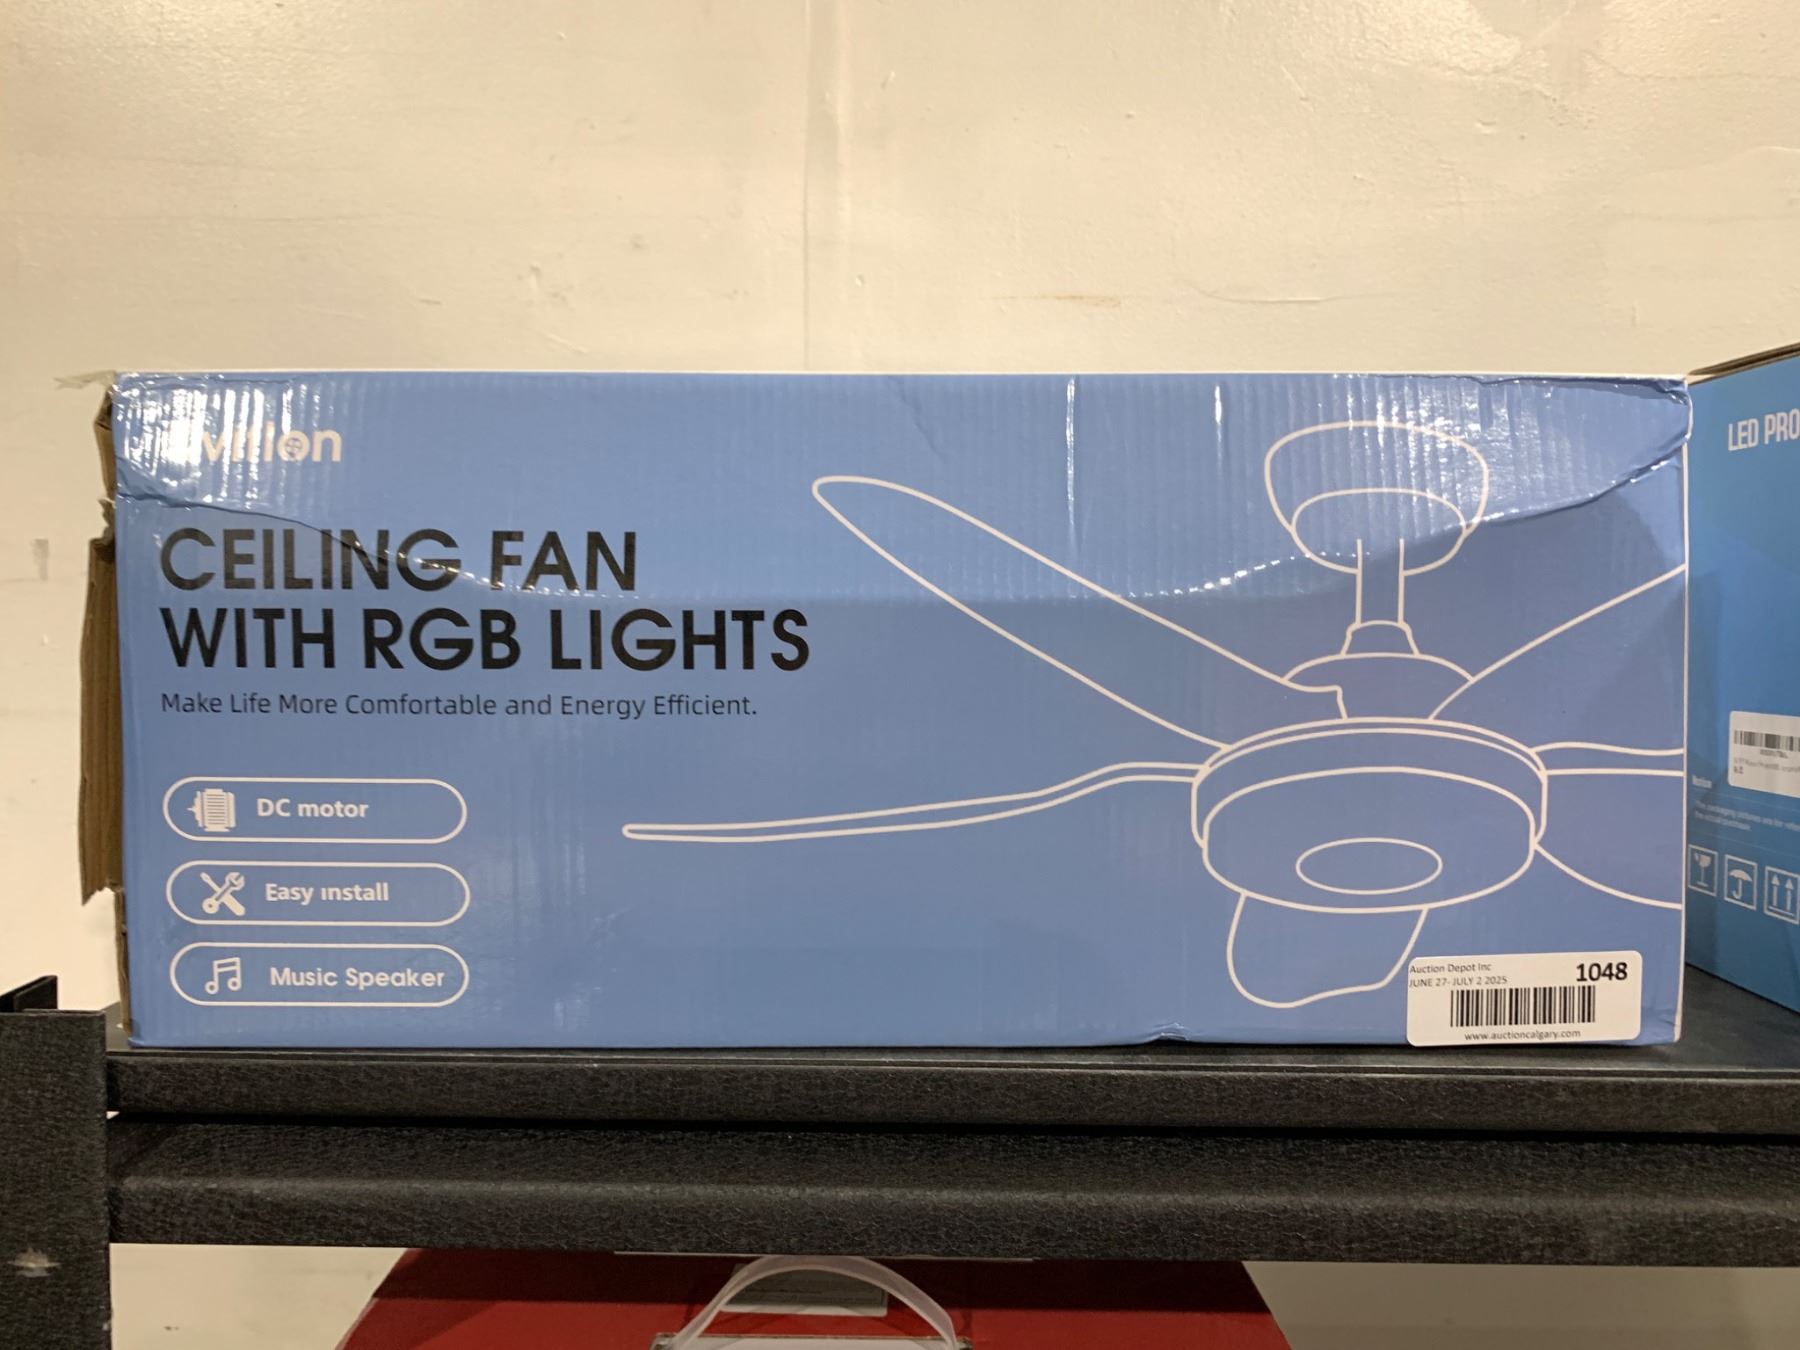 CEILING FAN
WITH RGB LIGHTS
Make Life More Comfortable and Energy Efficient.
DC motor
Easy install
Music Speaker
Auction Depot Inc
1048
JUNE 27- JULY 2 2025
www.auctioncalgary.com
LED PRO